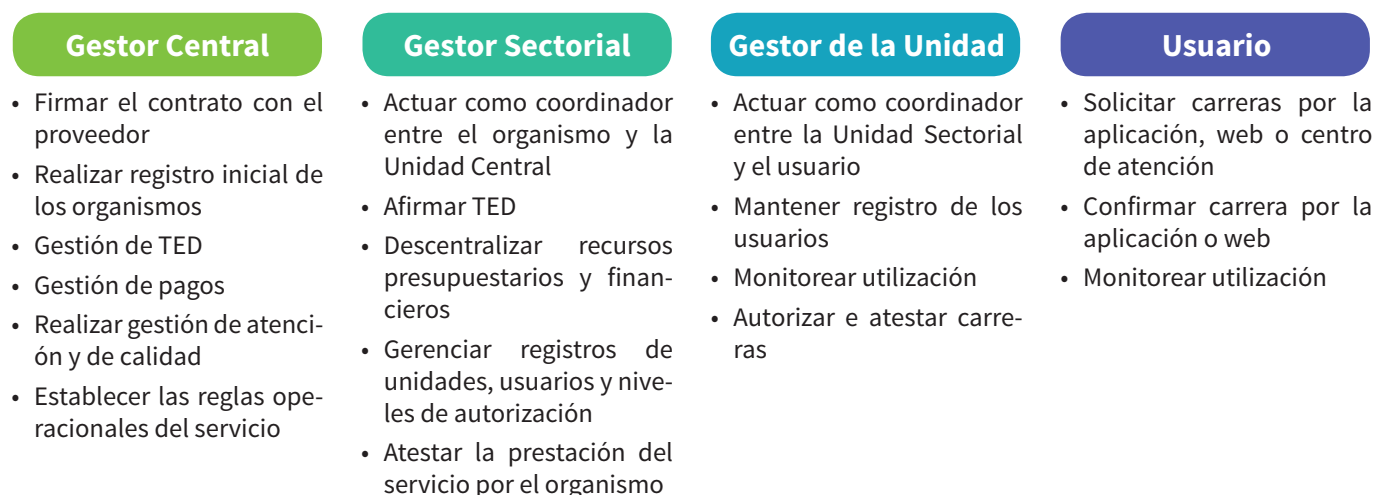 Gestor Central
• Firmar el contrato con el
proveedor
• Realizar registro inicial de
los organismos
• Gestión de TED
• Gestión de pagos
• Realizar gestión de atenci-
ón y de calidad
• Establecer las reglas ope-
racionales del servicio
Gestor Sectorial
• Actuar como coordinador
entre el organismo y la
Unidad Central
• Afirmar TED
• Descentralizar recursos
presupuestarios y finan-
cieros
• Gerenciar registros de
unidades, usuarios y nive-
les de autorización
• Atestar la prestación del
servicio por el organismo
Gestor de la Unidad
• Actuar como coordinador
entre la Unidad Sectorial
y el usuario
• Mantener registro de los
usuarios
• Monitorear utilización
• Autorizar e atestar carre-
ras
Usuario
• Solicitar carreras por la
aplicación, web o centro
de atención
• Confirmar carrera por la
aplicación o web
• Monitorear utilización